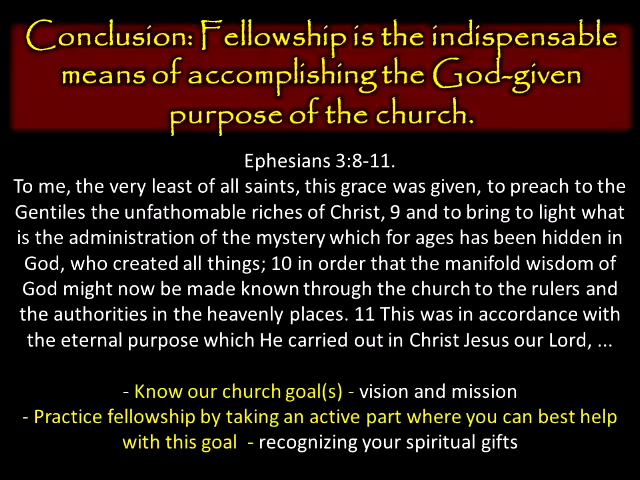 Conclusion: Fellowship is the indispensable
means of accomplishing the God-given
purpose of the church.
Ephesians 3:8-11.
To me, the very least of all saints, this grace was given, to preach to the
Gentiles the unfathomable riches of Christ, 9 and to bring to light what
is the administration of the mystery which for ages has been hidden in
God, who created all things; 10 in order that the manifold wisdom of
God might now be made known through the church to the rulers and
the authorities in the heavenly places. 11 This was in accordance with
the eternal purpose which He carried out in Christ Jesus our Lord, ...
- Know our church goal(s) - vision and mission
- Practice fellowship by taking an active part where you can best help
with this goal - recognizing your spiritual gifts